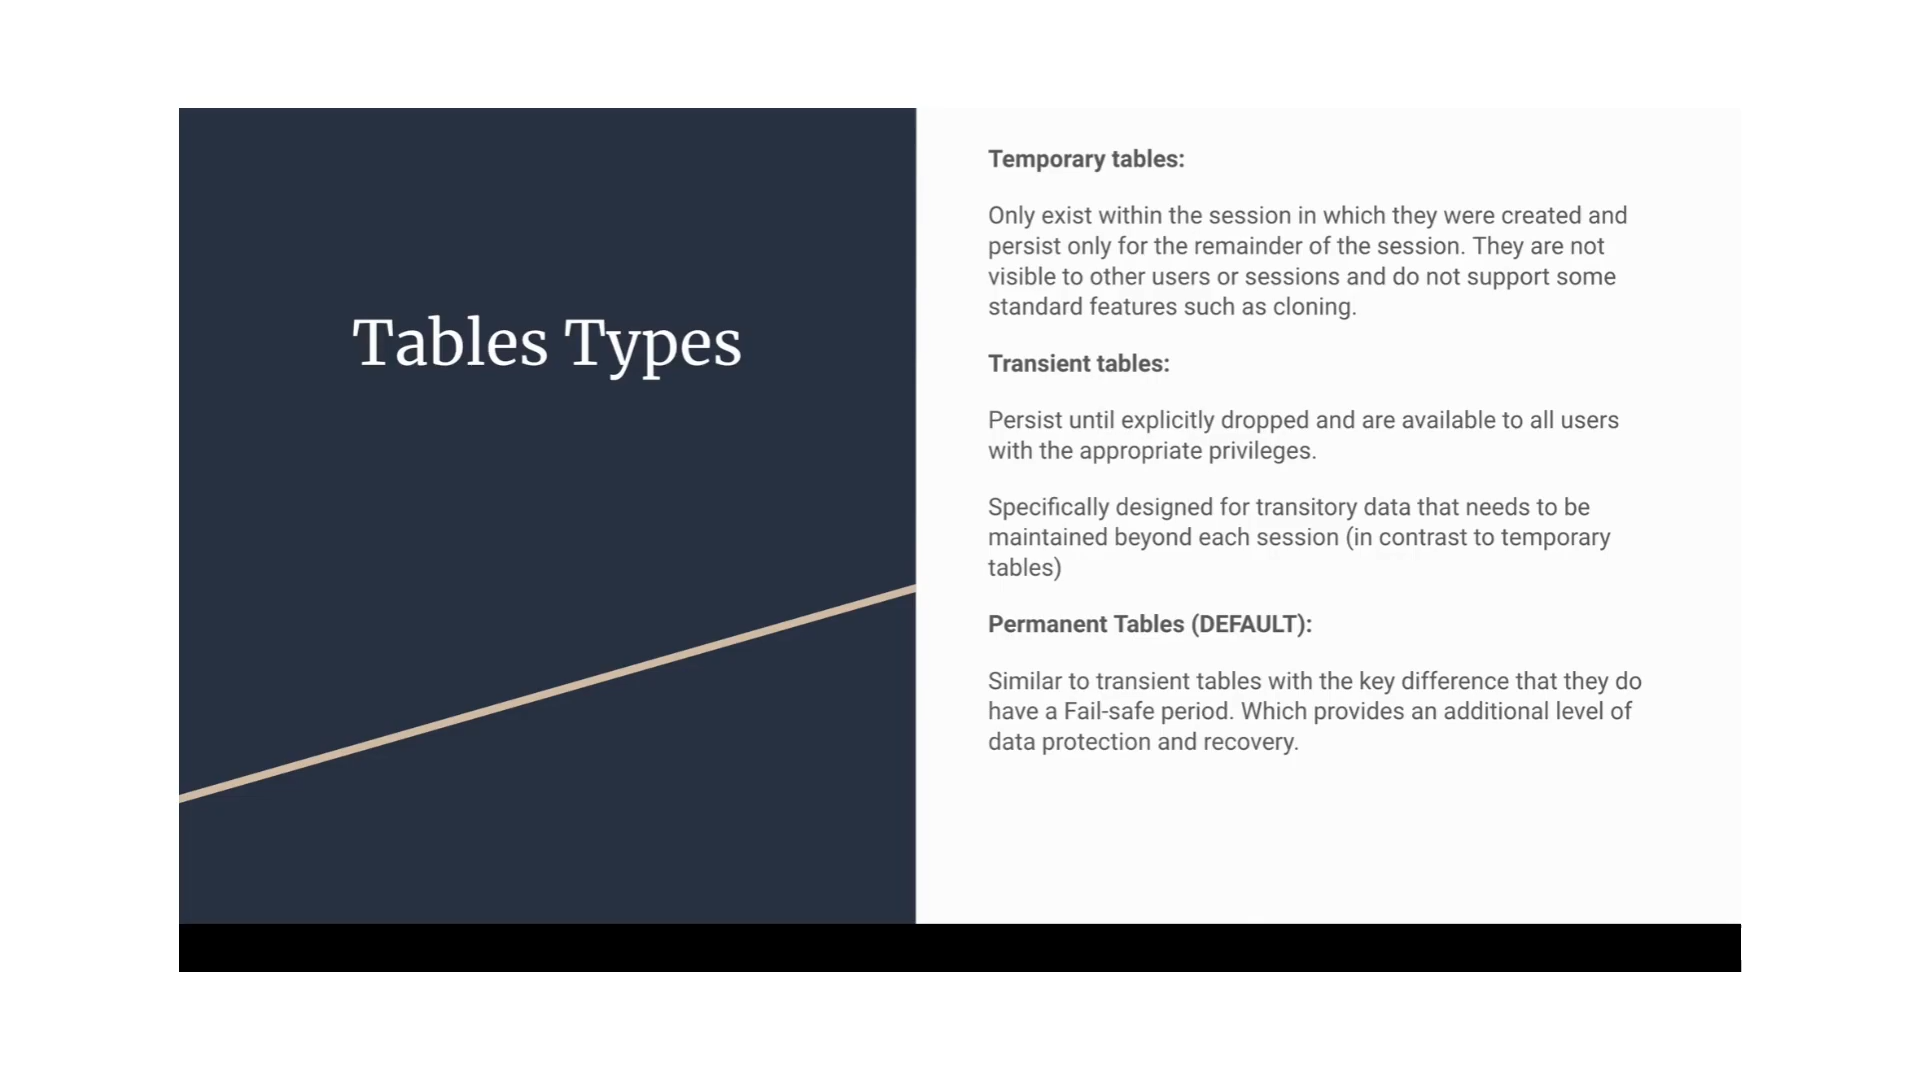 Tables Types
Temporary tables:
Only exist within the session in which they were created and
persist only for the remainder of the session. They are not
visible to other users or sessions and do not support some
standard features such as cloning.
Transient tables:
Persist until explicitly dropped and are available to all users
with the appropriate privileges.
Specifically designed for transitory data that needs to be
maintained beyond each session (in contrast to temporary
tables)
Permanent Tables (DEFAULT):
Similar to transient tables with the key difference that they do
have a Fail-safe period. Which provides an additional level of
data protection and recovery.